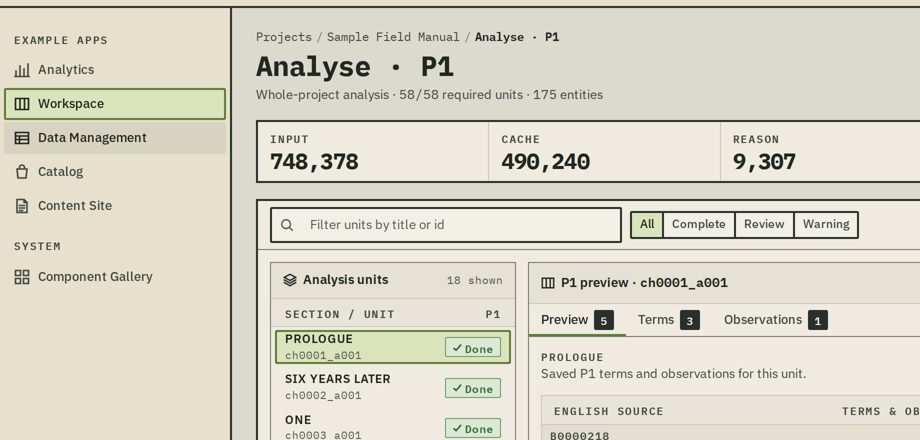 EXAMPLE APPS
Analytics
Workspace
Data Management
Catalog
Content Site
SYSTEM
Component Gallery
Projects / Sample Field Manual / Analyse · P1
Analyse · P1
Whole-project analysis · 58/58 required units · 175 entities
INPUT
748,378
CACHE
490,240
REASON
9,307
Filter units by title or id
All Complete Review Warning
Analysis units 18 shown
SECTION / UNIT P1
PROLOGUE
ch0001_a001
Done
SIX YEARS LATER
ch0002_a001
Done
ONE
ch0003_a001
Done
P1 preview · ch0001_a001
Preview 5 Terms 3 Observations 1
PROLOGUE
Saved P1 terms and observations for this unit.
ENGLISH SOURCE TERMS & OB
B0000218